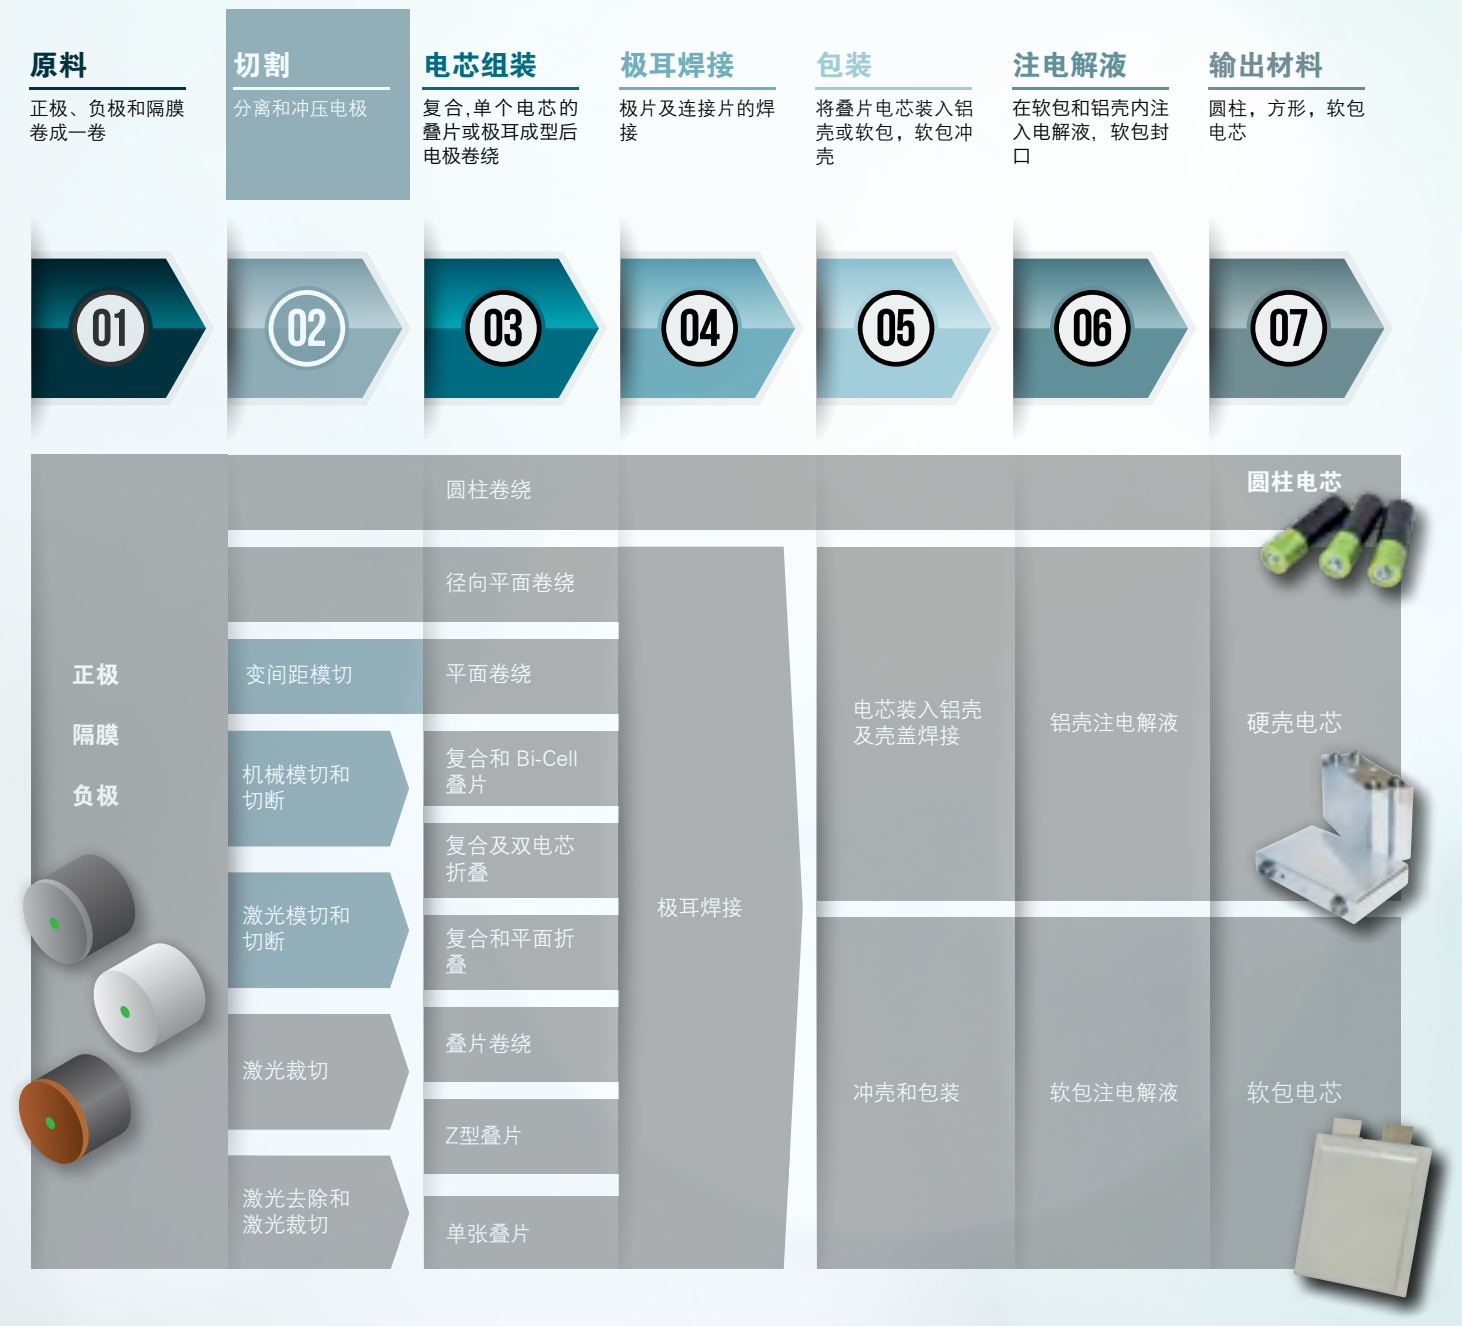 原料
正极、负极和隔膜
卷成一卷
切割
分离和冲压电极
电芯组装
复合,单个电芯的
叠片或极耳成型后
电极卷绕
极耳焊接
极片及连接片的焊
接
包装
将叠片电芯装入铝
壳或软包，软包冲
壳
注电解液
在软包和铝壳内注
入电解液，软包封
口
输出材料
圆柱，方形，软包
电芯
01
02
03
04
05
06
07
正极
隔膜
负极
变间距模切
机械模切和
切断
激光模切和
切断
激光裁切
激光去除和
激光裁切
圆柱卷绕
径向平面卷绕
平面卷绕
复合和 Bi-Cell
叠片
复合及双电芯
折叠
复合和平面折
叠
叠片卷绕
Z型叠片
单张叠片
极耳焊接
电芯装入铝壳
及壳盖焊接
冲壳和包装
铝壳注电解液
软包注电解液
圆柱电芯
硬壳电芯
软包电芯